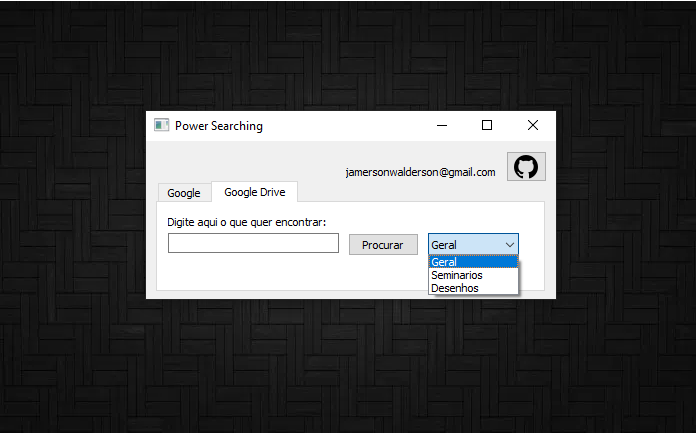 Power Searching
jamersonwalderson@gmail.com
Google
Google Drive
Digite aqui o que quer encontrar:
Procurar
Geral
Geral
Seminarios
Desenhos